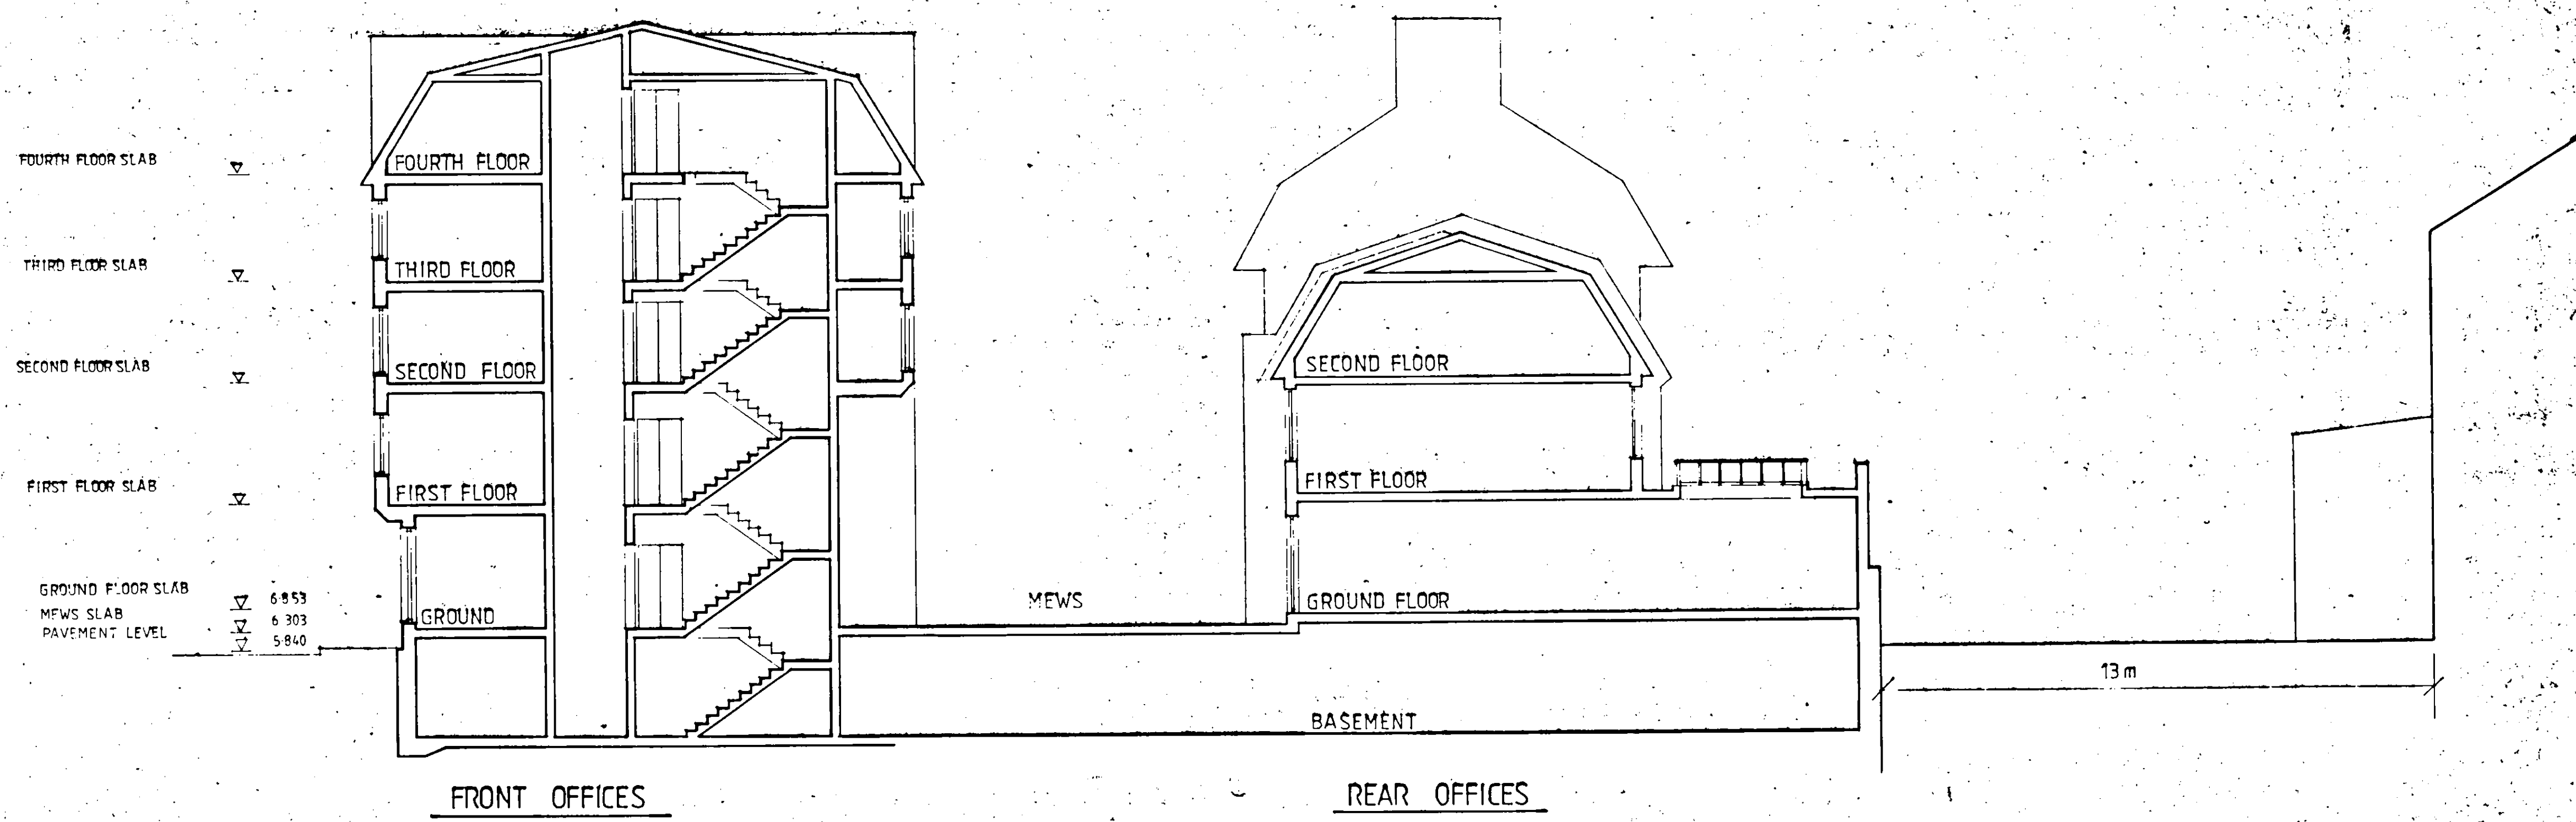 FOURTH FLOOR SLAB
THIRD FLOOR SLAB
SECOND FLOOR SLAB
FIRST FLOOR SLAB
GROUND FLOOR SLAB 6·853
MEWS SLAB 6·303
PAVEMENT LEVEL 5·840
FOURTH FLOOR
THIRD FLOOR
SECOND FLOOR
FIRST FLOOR
GROUND
MEWS
SECOND FLOOR
FIRST FLOOR
GROUND FLOOR
BASEMENT
13 m
FRONT OFFICES
REAR OFFICES